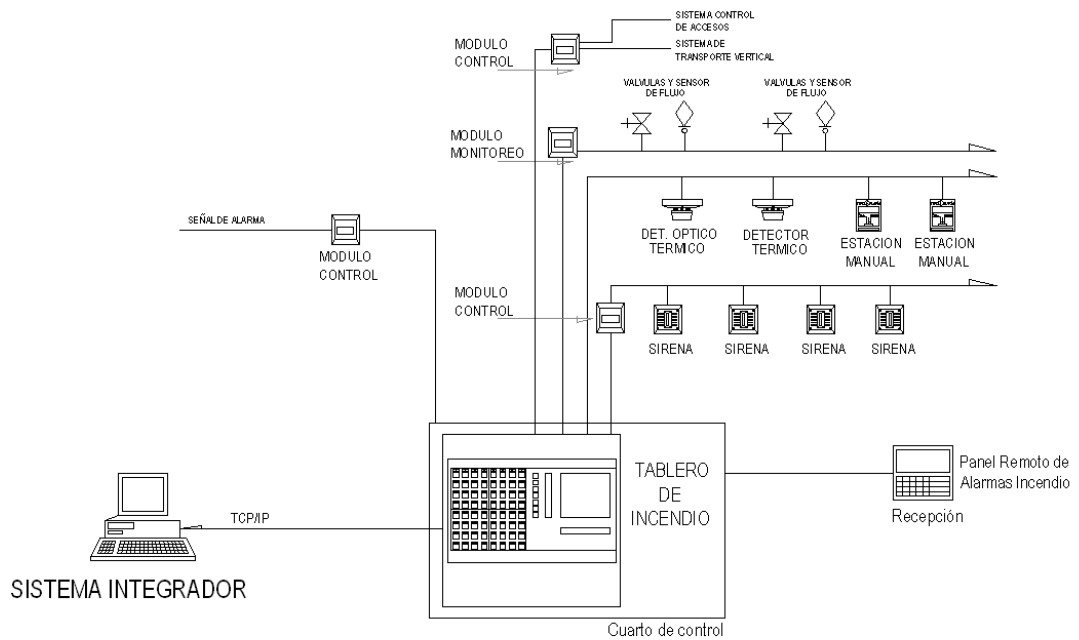 SISTEMA CONTROL
DE ACCESOS
MODULO
CONTROL
SISTEMA DE
TRANSPORTE VERTICAL
VALVULAS Y SENSOR
DE FLUJO
VALVULAS Y SENSOR
DE FLUJO
MODULO
MONITOREO
SEÑAL DE ALARMA
MODULO
CONTROL
DET. OPTICO
TERMICO
DETECTOR
TERMICO
ESTACION
MANUAL
ESTACION
MANUAL
MODULO
CONTROL
SIRENA
SIRENA
SIRENA
SIRENA
TABLERO
DE
INCENDIO
Panel Remoto de
Alarmas Incendio
Recepción
TCP/IP
SISTEMA INTEGRADOR
Cuarto de control